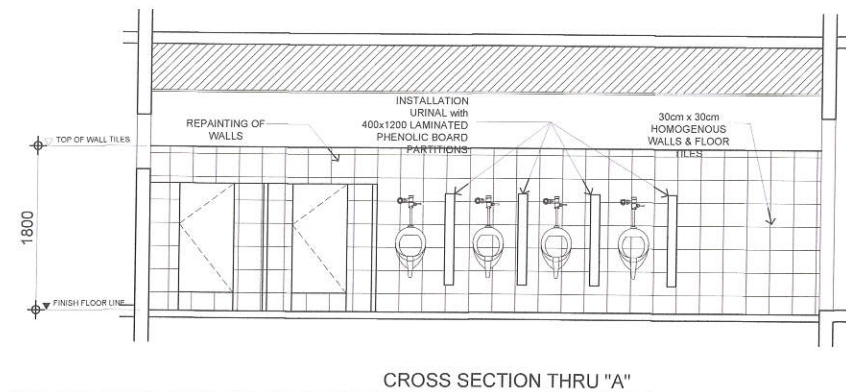 INSTALLATION
URINAL with
400x1200 LAMINATED
PHENOLIC BOARD
PARTITIONS
REPAINTING OF
WALLS
30cm x 30cm
HOMOGENOUS
WALLS & FLOOR
TILES
TOP OF WALL TILES
1800
FINISH FLOOR LINE
CROSS SECTION THRU "A"